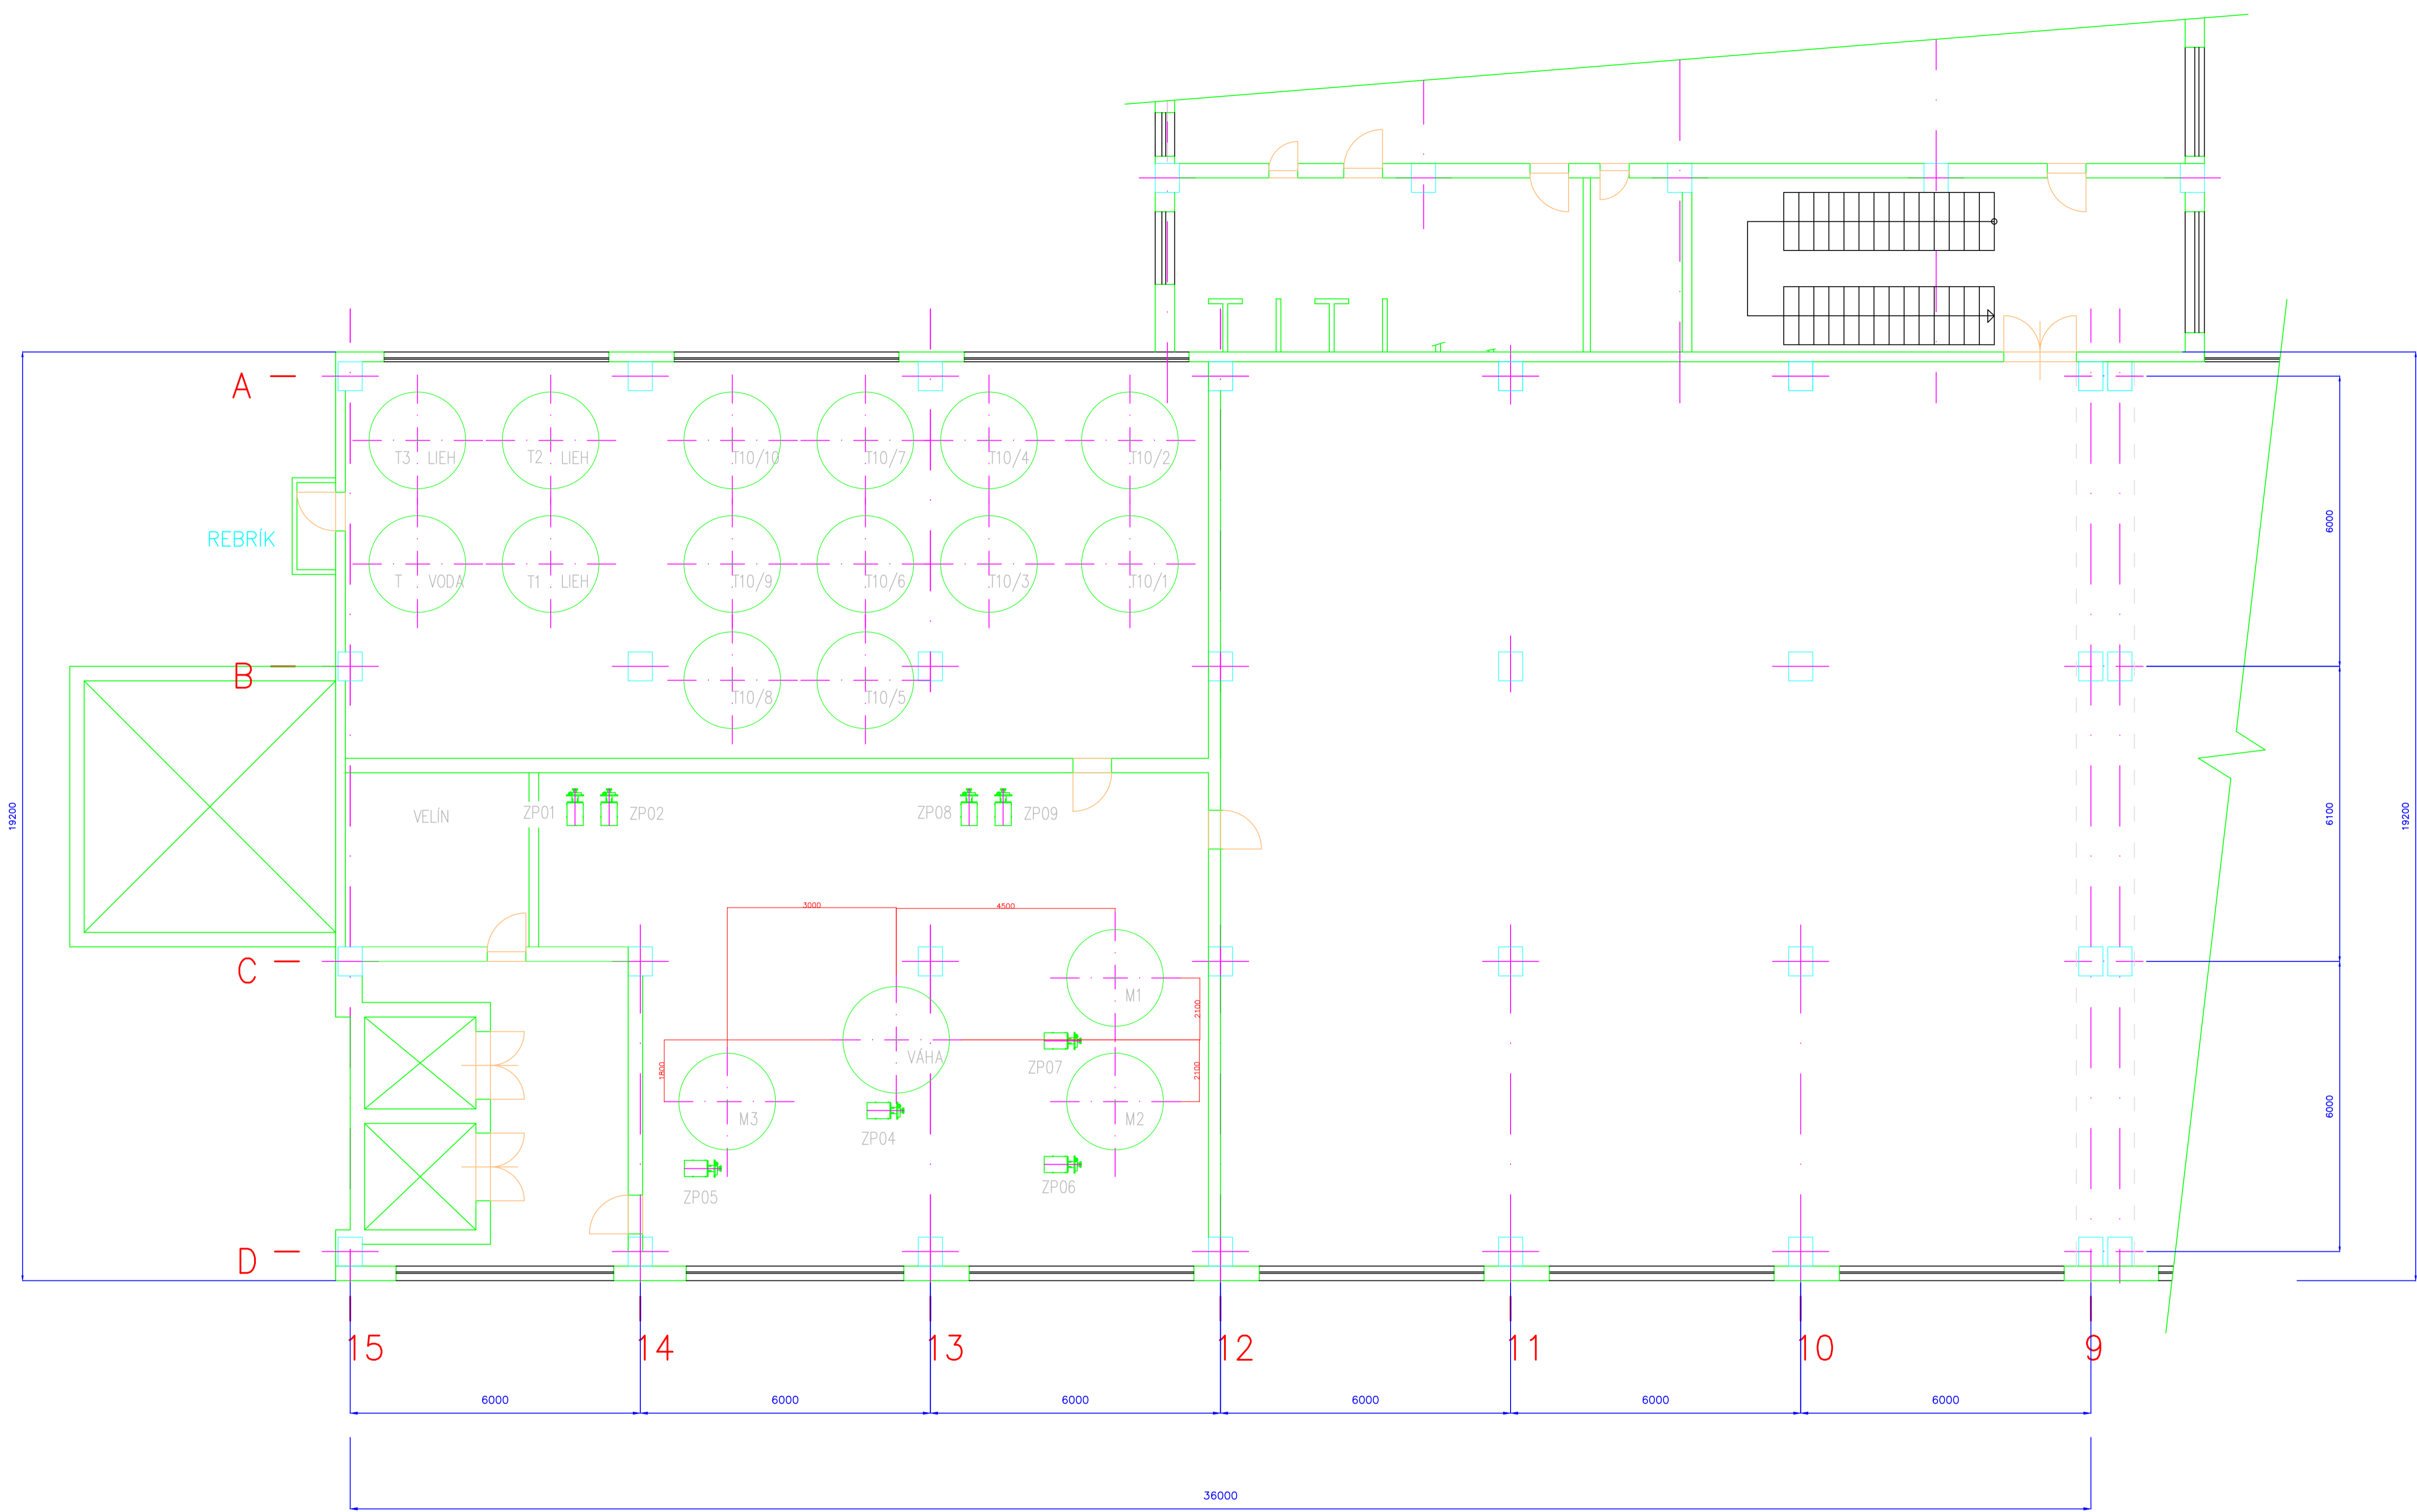 A
T3 LIEH
T2 LIEH
T10/10
T10/7
T10/4
T10/2
6000
REBRÍK
T VODA
T1 LIEH
T10/9
T10/6
T10/3
T10/1
B
T10/8
T10/5
19200
VELÍN
ZP01
ZP02
ZP08
ZP09
6100
19200
3000
4500
C
M1
2100
VÁHA
ZP07
1800
2100
6000
M3
M2
ZP04
ZP05
ZP06
D
15
14
13
12
11
10
9
6000
6000
6000
6000
6000
6000
36000